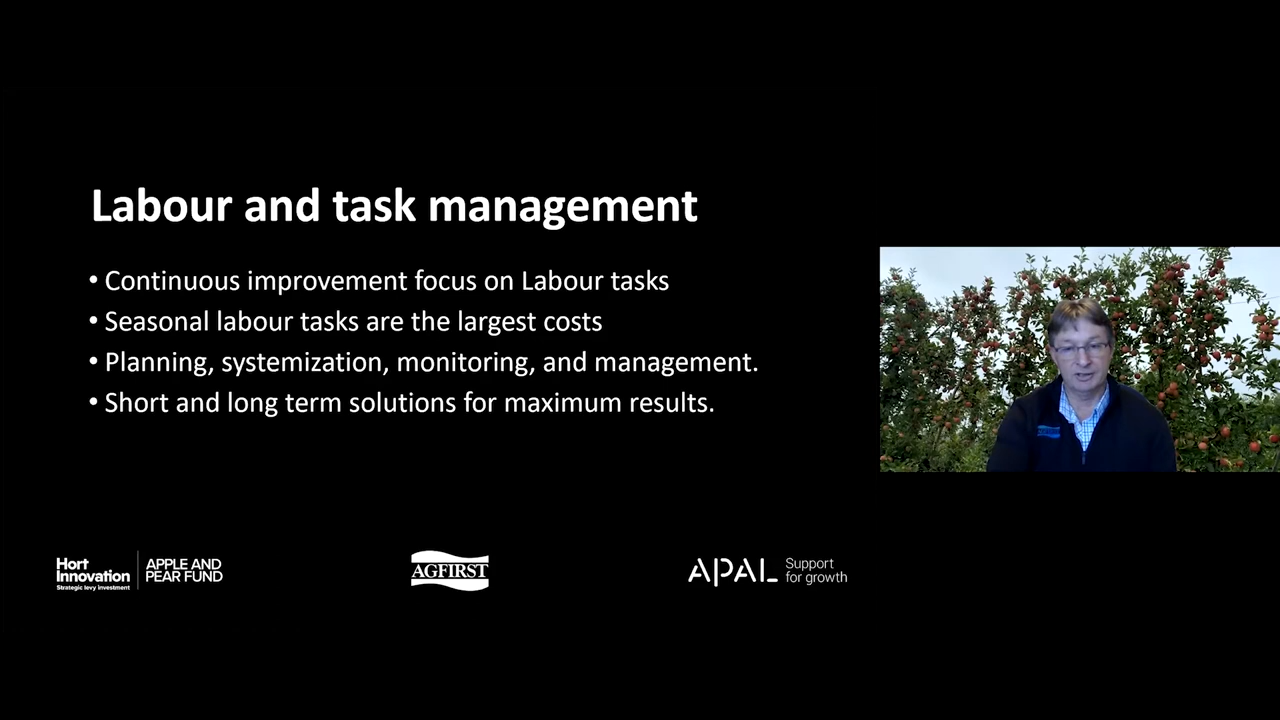 Labour and task management
• Continuous improvement focus on Labour tasks
• Seasonal labour tasks are the largest costs
• Planning, systemization, monitoring, and management.
• Short and long term solutions for maximum results.
Hort
Innovation
Strategic levy investment
APPLE AND
PEAR FUND
AGFIRST
APAL
Support
for growth